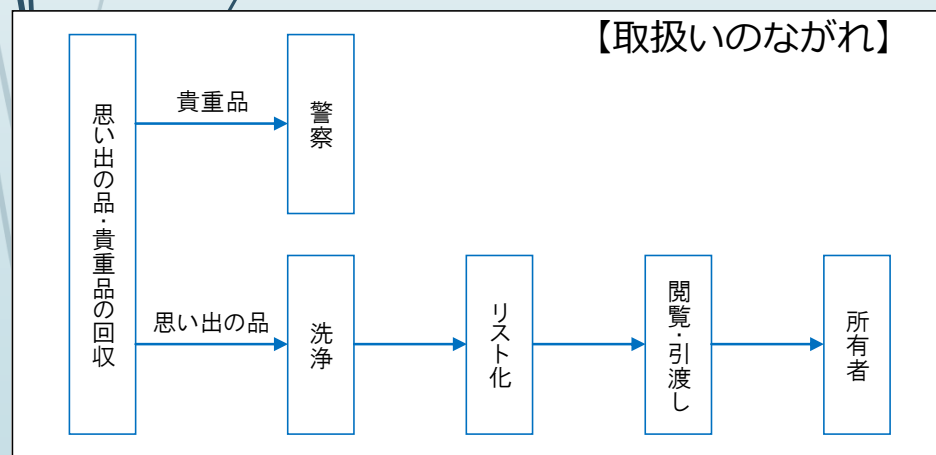 【取扱いのながれ】
思い出の品・貴重品の回収
貴重品
警察
思い出の品
洗浄
リスト化
閲覧・引渡し
所有者